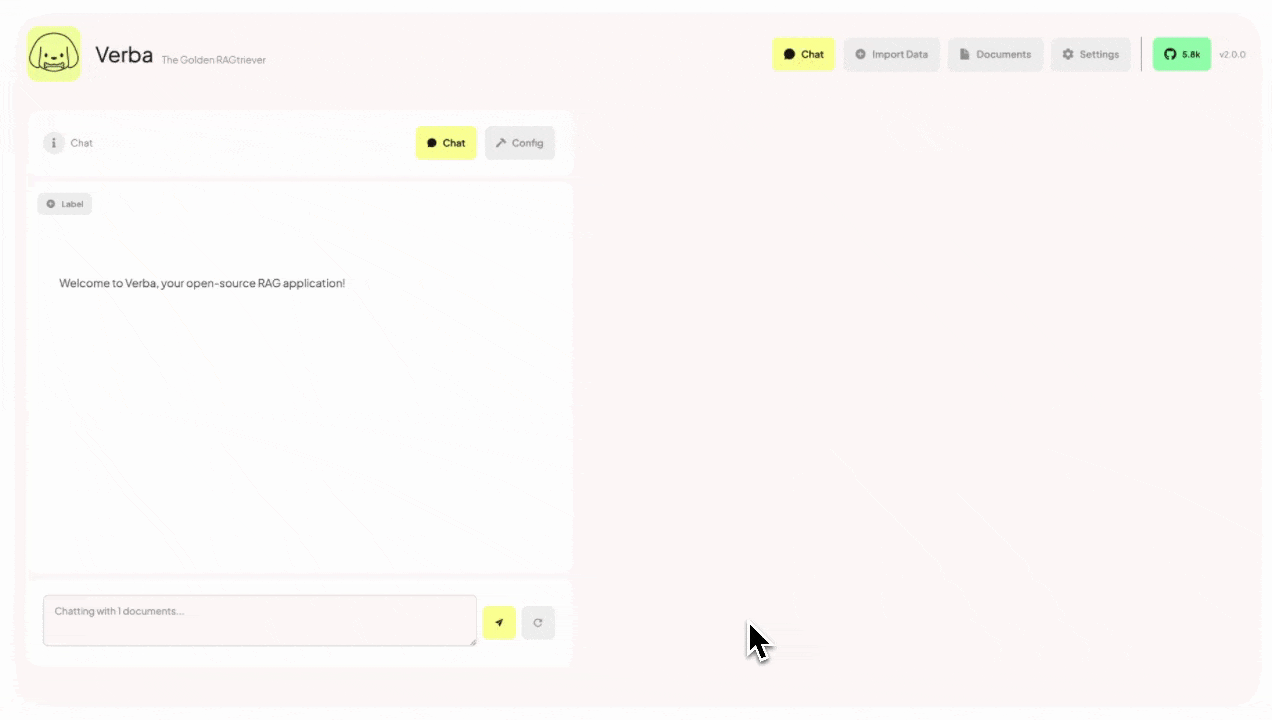 Verba The Golden RAGtriever
Chat Import Data Documents Settings 5.8k v2.0.0
Chat Chat Config
Label
Welcome to Verba, your open-source RAG application!
Chatting with 1 documents...